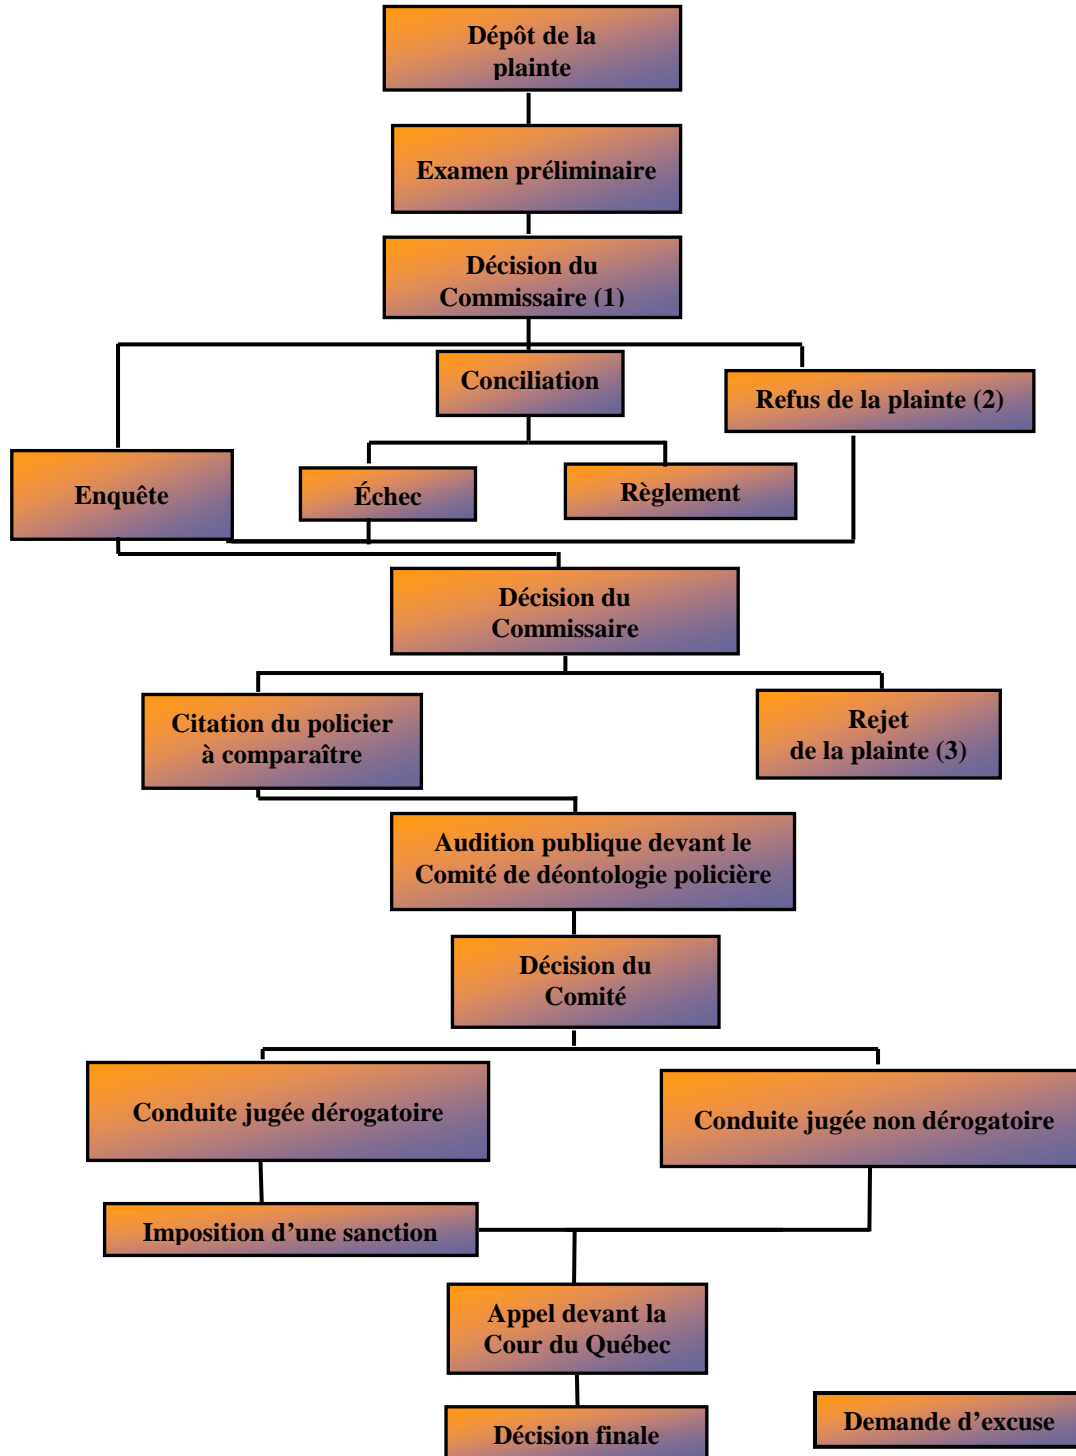 Dépôt de la
plainte
Examen préliminaire
Décision du
Commissaire (1)
Conciliation
Refus de la plainte (2)
Enquête
Échec
Règlement
Décision du
Commissaire
Citation du policier
à comparaître
Rejet
de la plainte (3)
Audition publique devant le
Comité de déontologie policière
Décision du
Comité
Conduite jugée dérogatoire
Conduite jugée non dérogatoire
Imposition d’une sanction
Appel devant la
Cour du Québec
Décision finale
Demande d’excuse